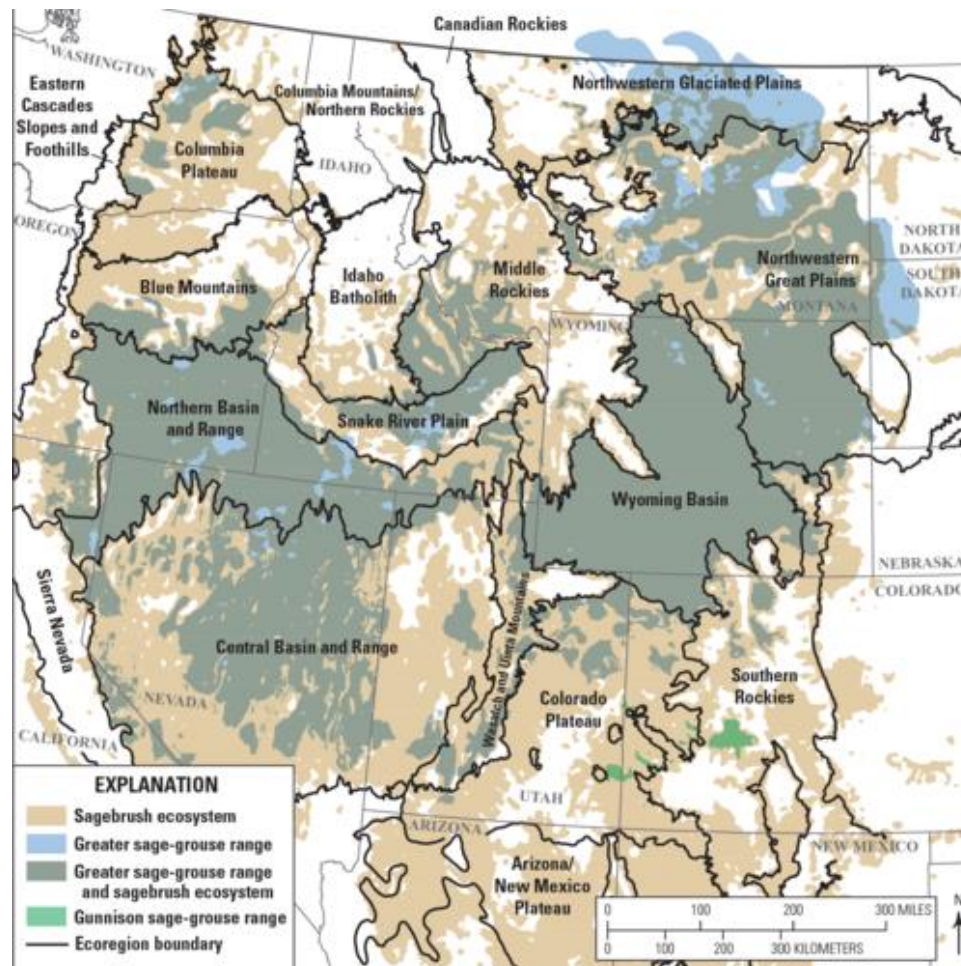 Canadian Rockies
WASHINGTON
Eastern
Cascades
Slopes and
Foothills
Columbia Mountains/
Northern Rockies
Northwestern Glaciated Plains
Columbia
Plateau
IDAHO
OREGON
NORTH
DAKOTA
SOUTH
DAKOTA
Blue Mountains
Idaho
Batholith
Middle
Rockies
Northwestern
Great Plains
MONTANA
WYOMING
Northern Basin
and Range
Snake River Plain
Wyoming Basin
NEBRASKA
COLORADO
Sierra Nevada
Central Basin and Range
Wasatch and Uinta Mountains
Colorado
Plateau
Southern
Rockies
NEVADA
CALIFORNIA
UTAH
ARIZONA
NEW MEXICO
Arizona/
New Mexico
Plateau
EXPLANATION
Sagebrush ecosystem
Greater sage-grouse range
Greater sage-grouse range
and sagebrush ecosystem
Gunnison sage-grouse range
Ecoregion boundary
0 100 200 300 MILES
0 100 200 300 KILOMETERS
N